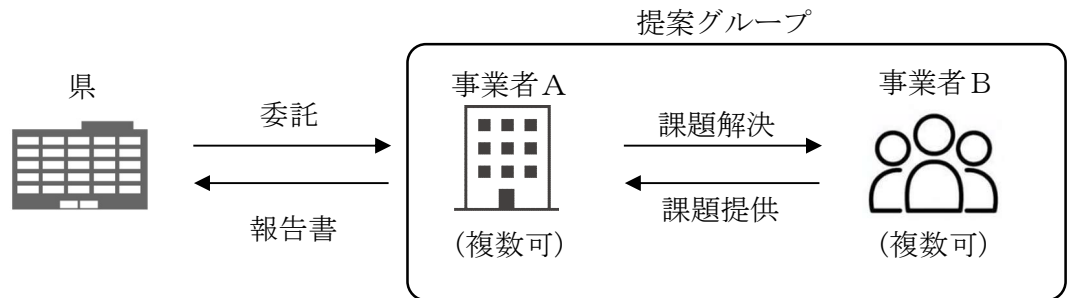 提案グループ
県
委託
報告書
事業者A
(複数可)
課題解決
課題提供
事業者B
(複数可)